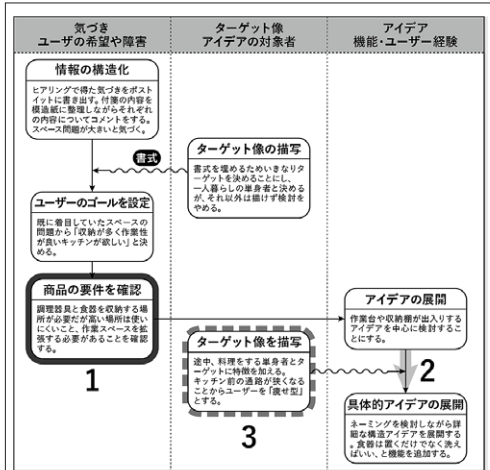 気づき
ユーザの希望や障害
ターゲット像
アイデアの対象者
アイデア
機能・ユーザー経験
情報の構造化
ヒアリングで得た気づきをポスト
イットに書き出す。付箋の内容を
模造紙に整理しながらそれぞれ
の内容についてコメントをする。
スペース問題が大きいと気づく。
書式
ターゲット像の描写
書式を埋めるためいきなりタ
ーゲットを決めることにし、
一人暮らしの単身者と決める
が、それ以外は描けず検討を
やめる。
ユーザーのゴールを設定
既に着目していたスペースの
問題から「収納が多く作業性
が良いキッチンが欲しい」と決
める。
商品の要件を確認
調理器具と食器を収納する場
所が必要だが高い場所は使い
にくいこと、作業スペースを拡
張する必要があることを確認
する。
1
ターゲット像を描写
途中、料理をする単身者とタ
ーゲットに特徴を加える。
キッチン前の通路が狭くなる
ことからユーザーを「痩せ型」
とする。
3
アイデアの展開
作業台や収納棚が出入りする
アイデアを中心に検討するこ
とにする。
2
具体的アイデアの展開
ネーミングを検討しながら詳
細な構造アイデアを展開する
。食器は置くだけでなく洗え
ばいい、と機能を追加する。